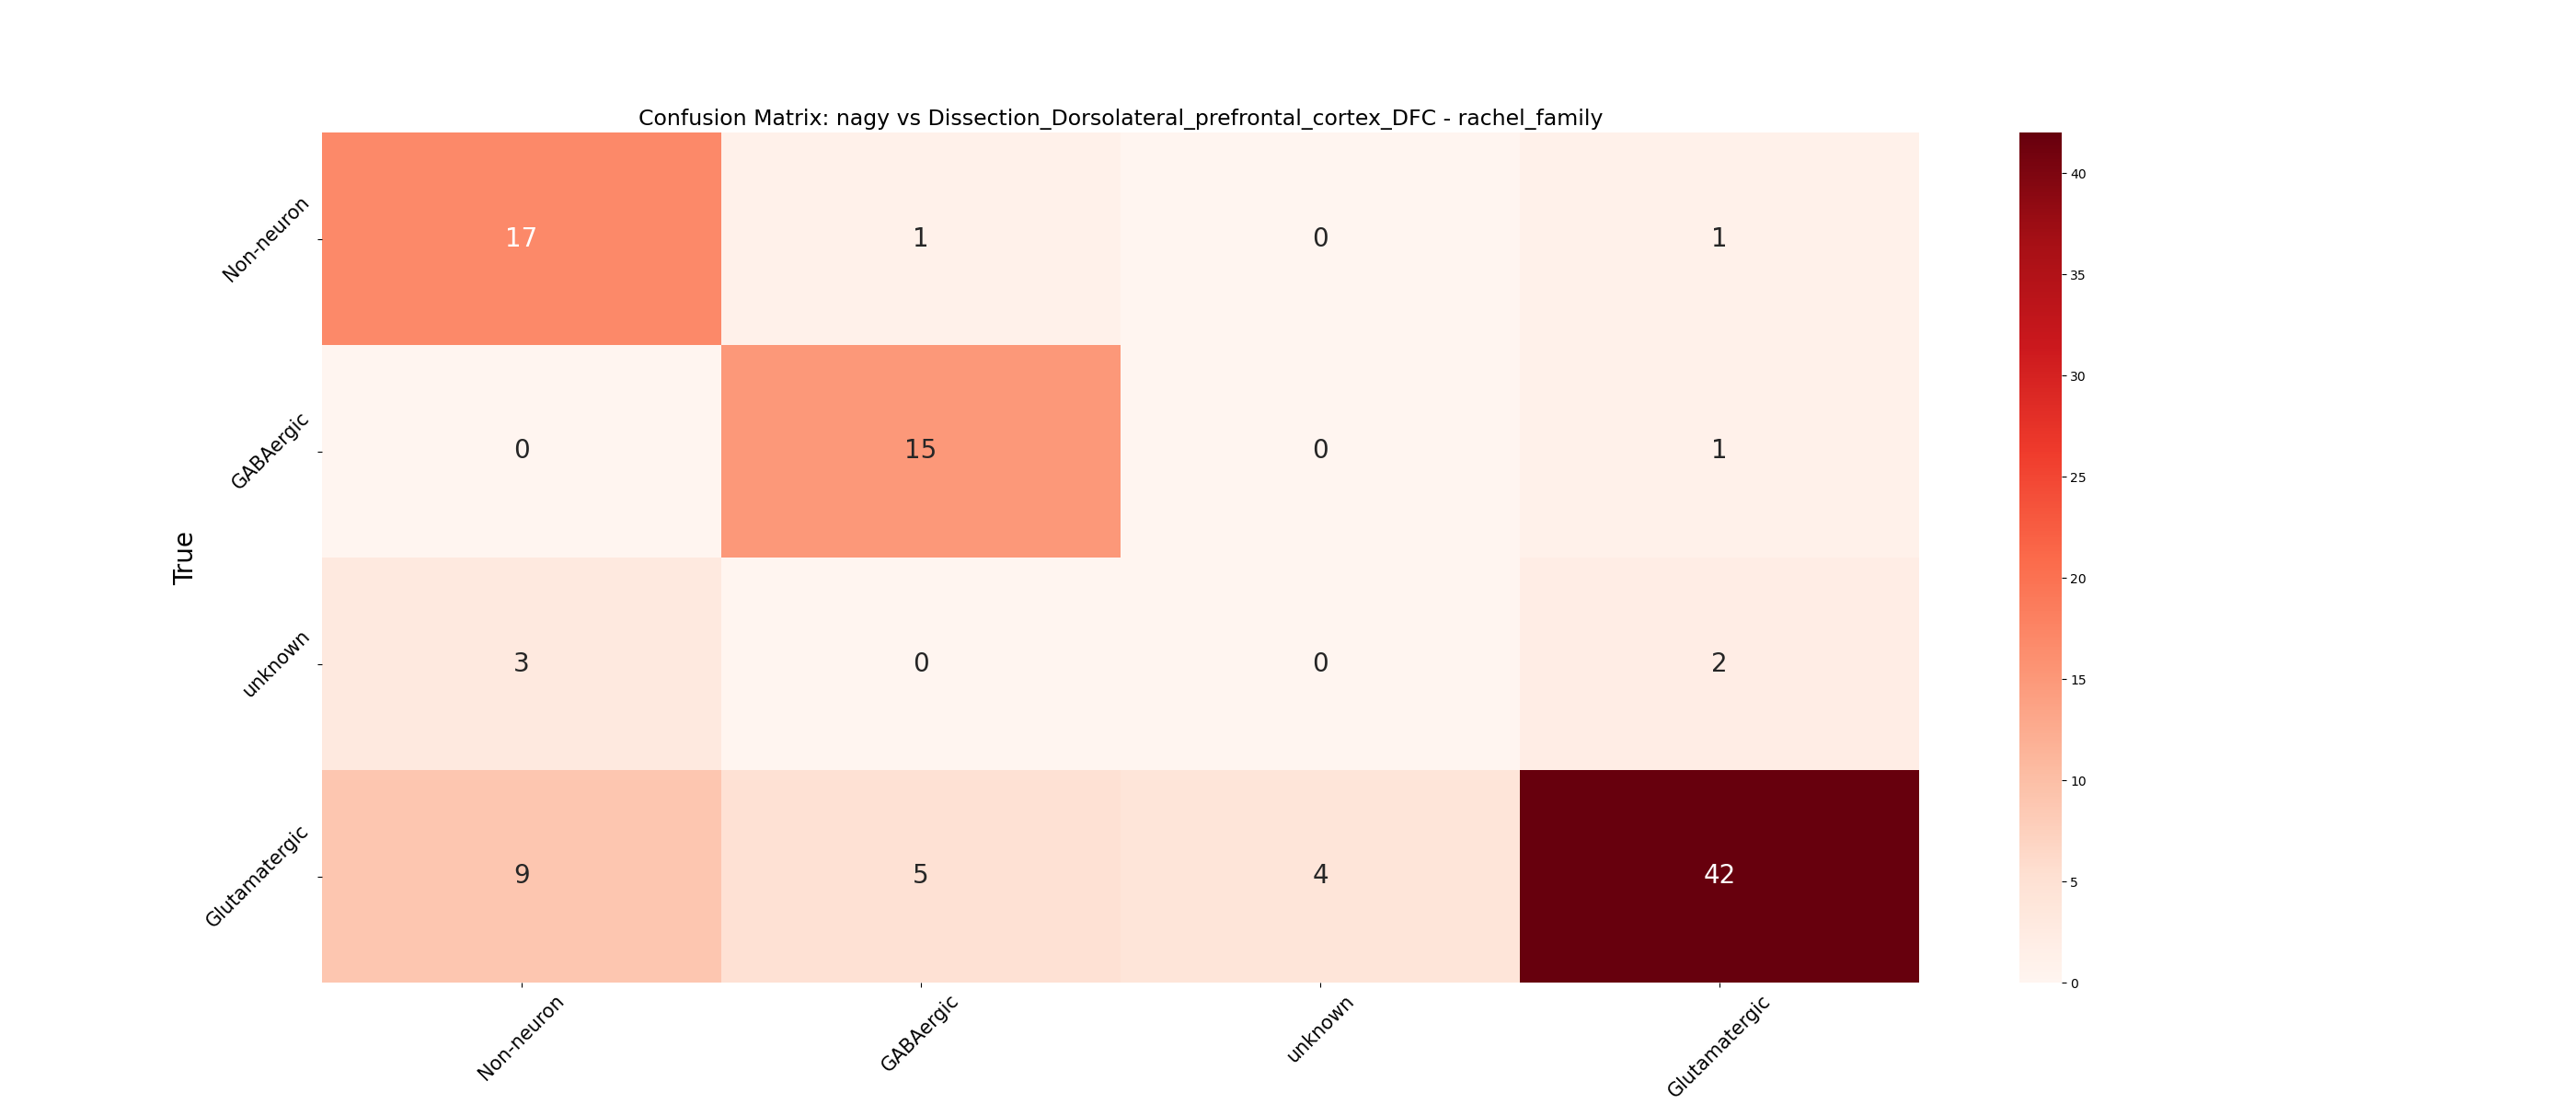 Confusion Matrix: nagy vs Dissection_Dorsolateral_prefrontal_cortex_DFC - rachel_family
True
Non-neuron
17
1
0
1
GABAergic
0
15
0
1
unknown
3
0
0
2
Glutamatergic
9
5
4
42
Non-neuron
GABAergic
unknown
Glutamatergic
40
35
30
25
20
15
10
5
0